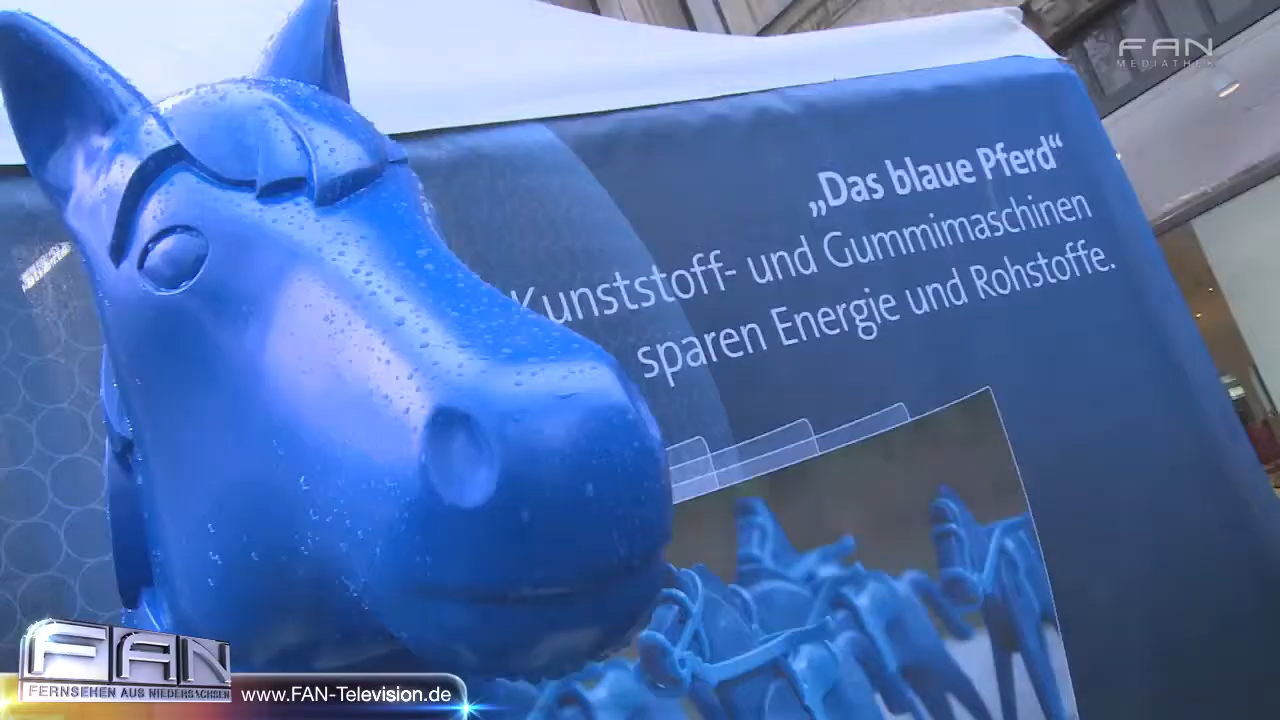 FAN
MEDIATHEK
„Das blaue Pferd“
Kunststoff- und Gummimaschinen
sparen Energie und Rohstoffe.
FAN
FERNSEHEN AUS NIEDERSACHSEN
www.FAN-Television.de